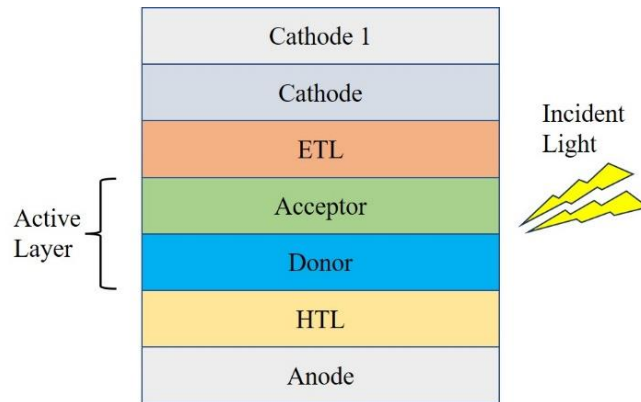 Cathode 1
Cathode
ETL
Acceptor
Donor
HTL
Anode
Active
Layer
Incident
Light